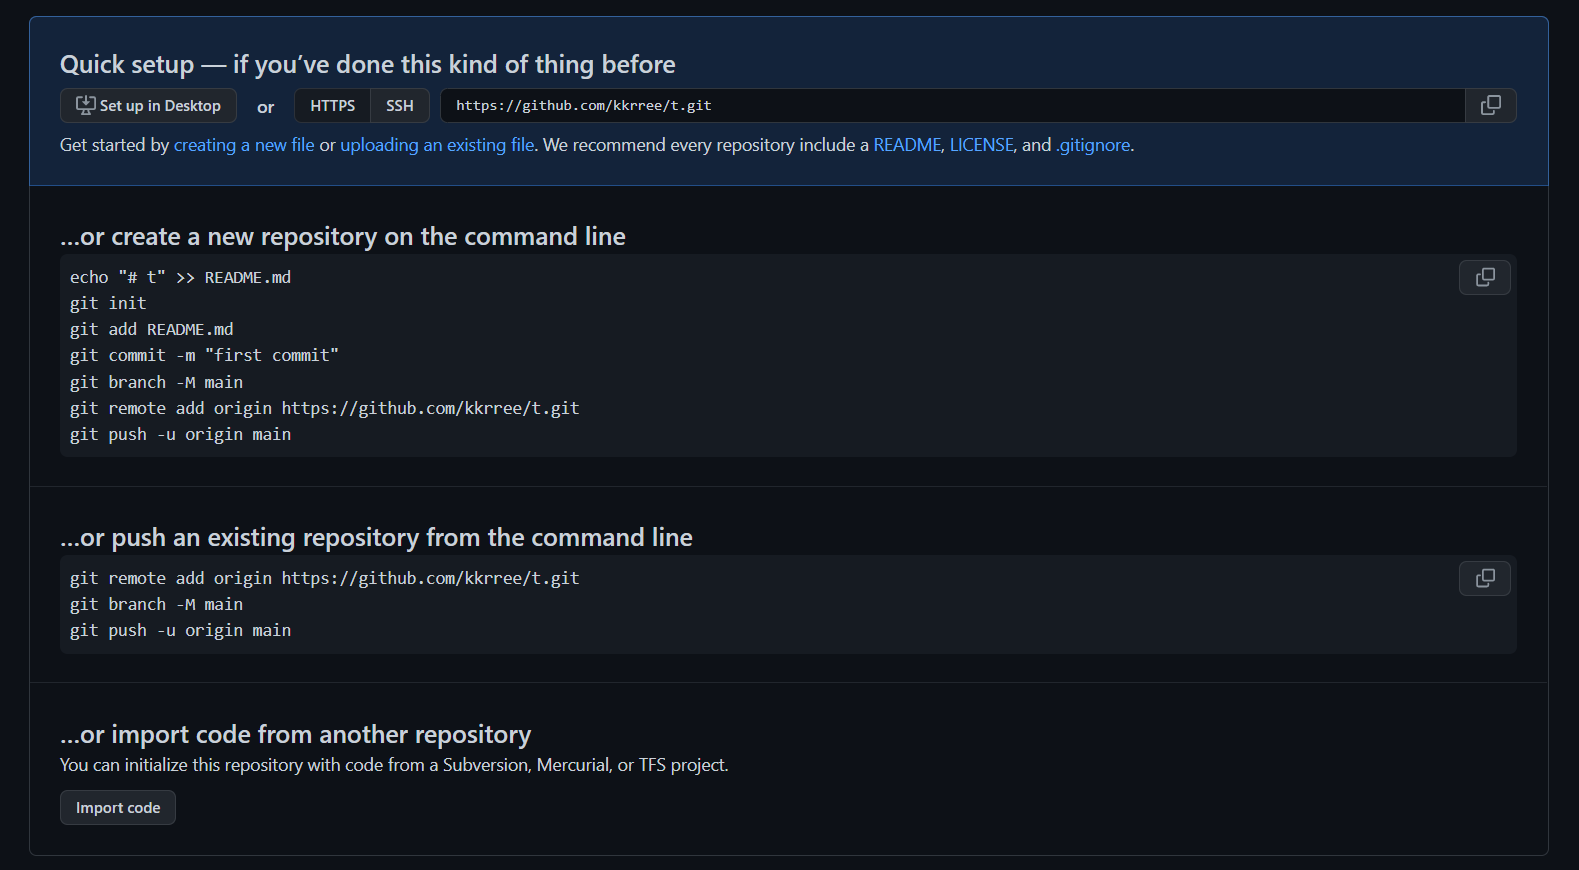 Quick setup — if you’ve done this kind of thing before
Set up in Desktop or HTTPS SSH https://github.com/kkrree/t.git
Get started by creating a new file or uploading an existing file. We recommend every repository include a README, LICENSE, and .gitignore.
…or create a new repository on the command line
echo "# t" >> README.md
git init
git add README.md
git commit -m "first commit"
git branch -M main
git remote add origin https://github.com/kkrree/t.git
git push -u origin main
…or push an existing repository from the command line
git remote add origin https://github.com/kkrree/t.git
git branch -M main
git push -u origin main
…or import code from another repository
You can initialize this repository with code from a Subversion, Mercurial, or TFS project.
Import code